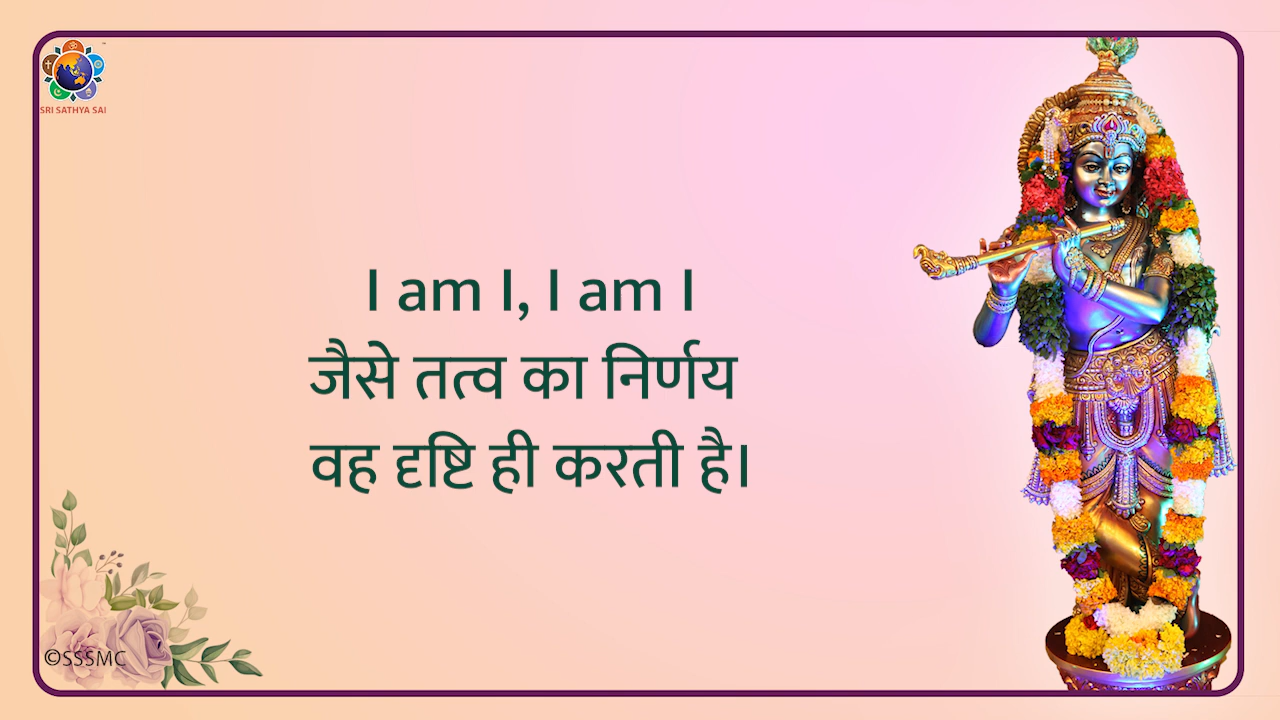 SRI SATHYA SAI
I am I, I am I
जैसे तत्व का निर्णय
वह दृष्टि ही करती है।
©SSSMC